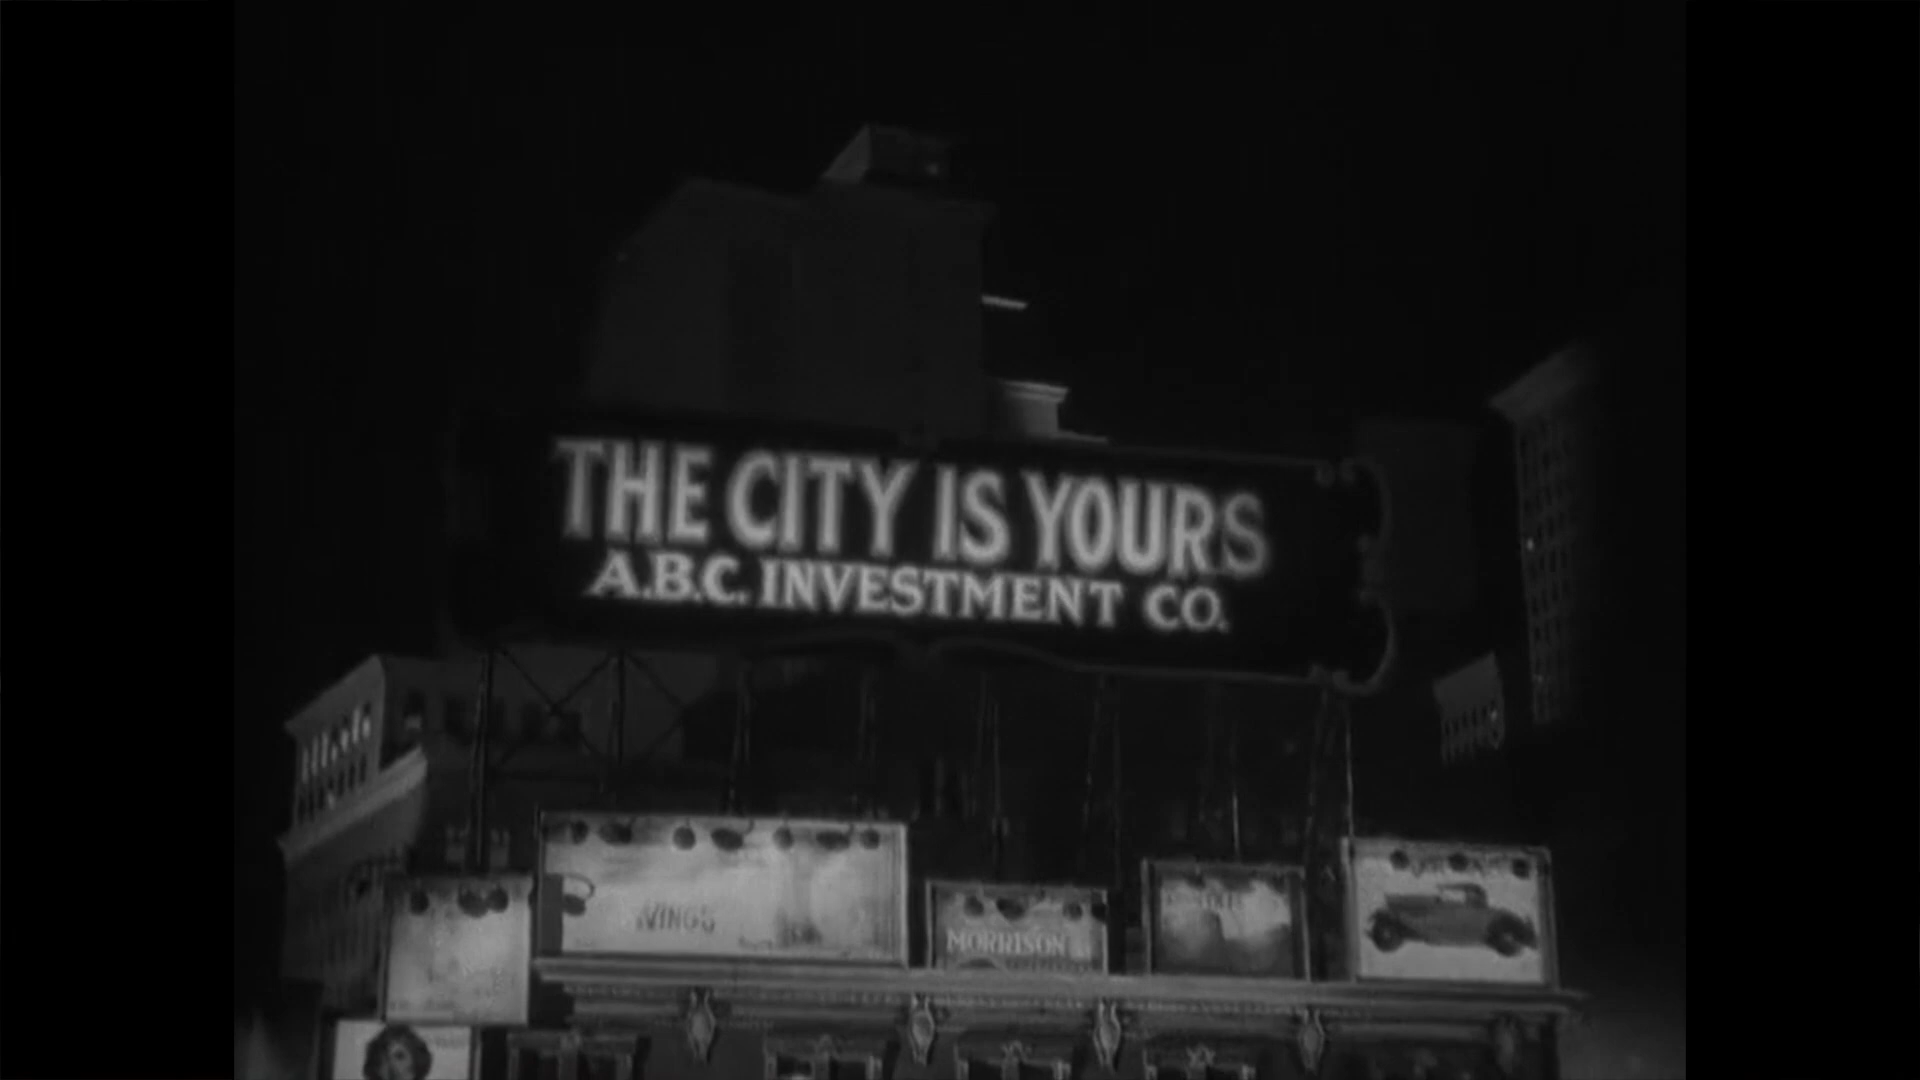 THE CITY IS YOURS
A.B.C. INVESTMENT CO.
WINGS
MORRISON